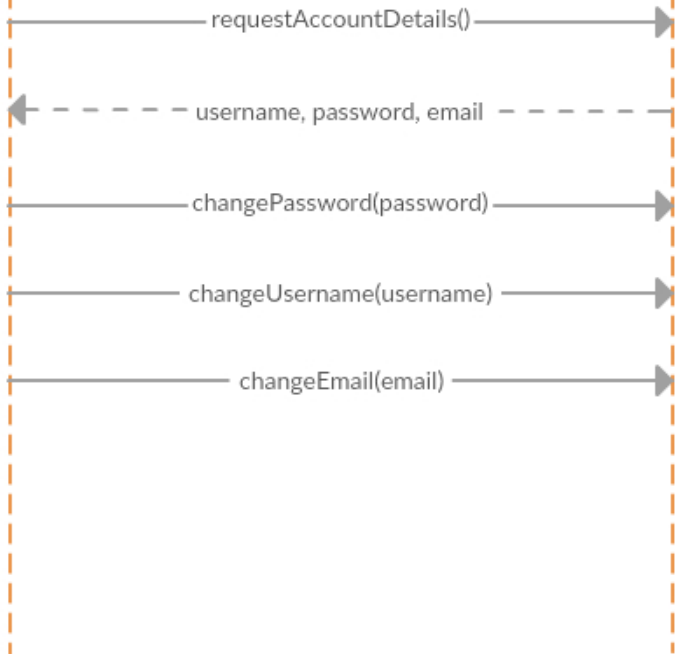 requestAccountDetails()
username, password, email
changePassword(password)
changeUsername(username)
changeEmail(email)